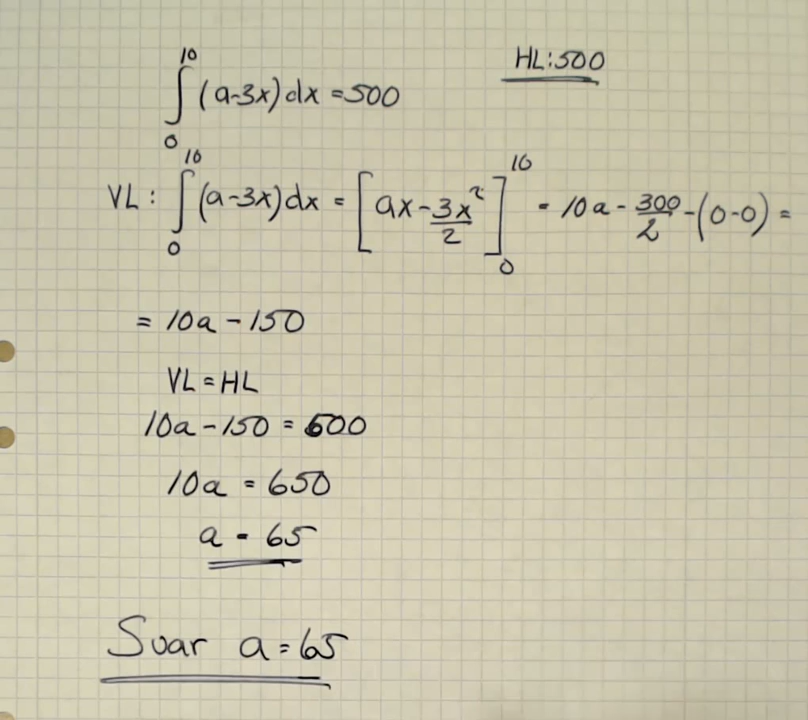 ∫₀¹⁰ (a-3x) dx = 500
HL: 500
VL: ∫₀¹⁰ (a-3x) dx = [ax - 3x²/2]₀¹⁰ = 10a - 300/2 - (0-0) =
= 10a - 150
VL = HL
10a - 150 = 500
10a = 650
a = 65
Svar a = 65